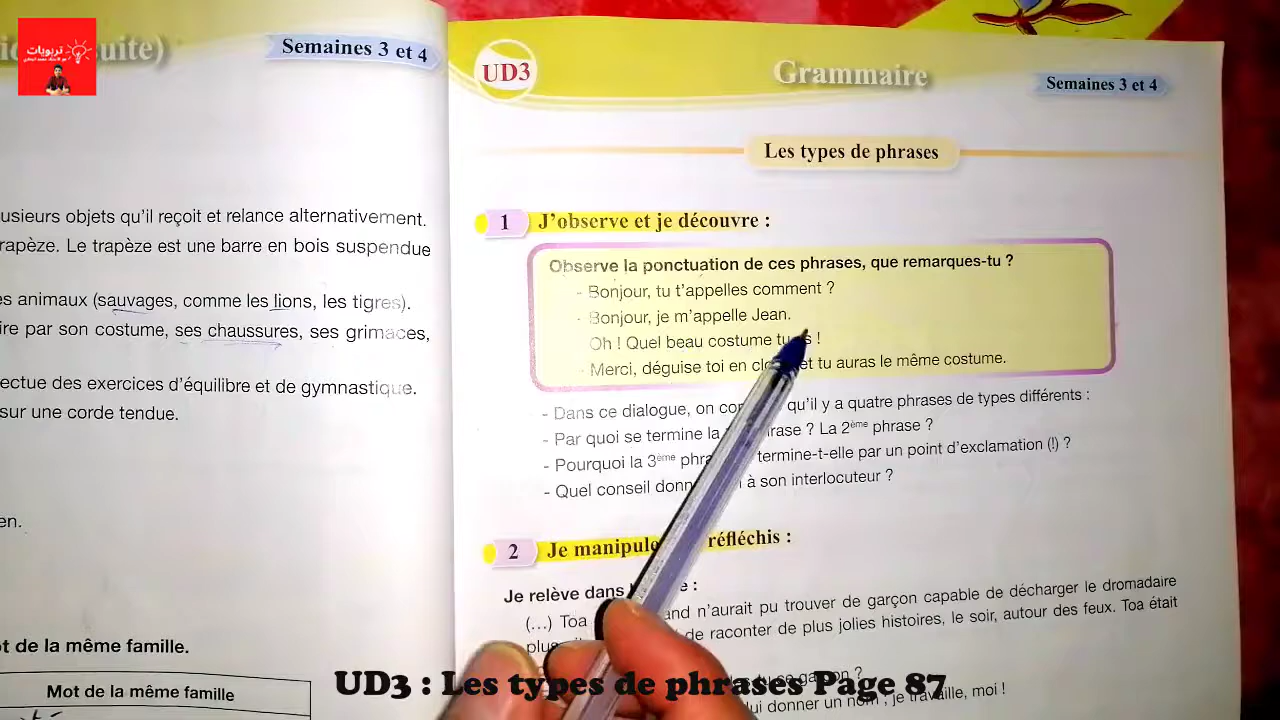 تربويات
suite)
Semaines 3 et 4
usieurs objets qu'il reçoit et relance alternativement.
rapèze. Le trapèze est une barre en bois suspendue
es animaux (sauvages, comme les lions, les tigres).
ire par son costume, ses chaussures, ses grimaces,
ectue des exercices d'équilibre et de gymnastique.
sur une corde tendue.
en.
ot de la même famille.
Mot de la même famille
UD3
Grammaire
Semaines 3 et 4
Les types de phrases
1 J'observe et je découvre :
Observe la ponctuation de ces phrases, que remarques-tu ?
- Bonjour, tu t'appelles comment ?
- Bonjour, je m'appelle Jean.
Oh ! Quel beau costume tu !
- Merci, déguise toi en et tu auras le même costume.
- Dans ce dialogue, on qu'il y a quatre phrases de types différents :
- Par quoi se termine la phrase ? La 2ème phrase ?
- Pourquoi la 3ème termine-t-elle par un point d'exclamation (!) ?
- Quel conseil à son interlocuteur ?
2 Je réfléchis :
Je relève dans :
(...) Toa n'aurait pu trouver de garçon capable de décharger le dromadaire
de raconter de plus jolies histoires, le soir, autour des feux. Toa était
garçon ?
lui donner un nom ; je travaille, moi !
UD3 : Les types de phrases Page 87